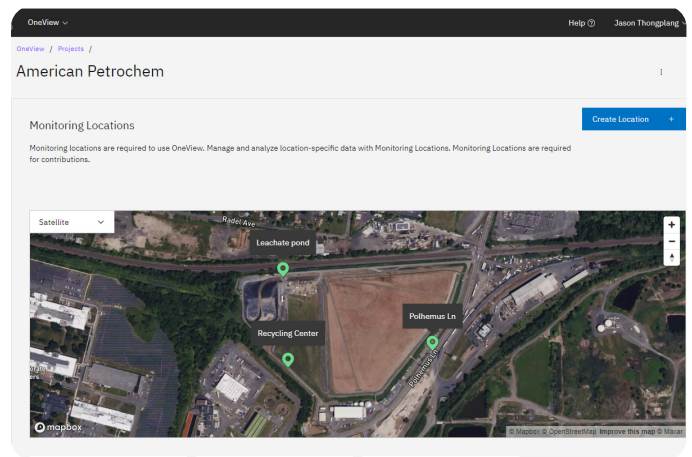 OneView
Help
Jason Thongplang
OneView / Projects /
American Petrochem
Monitoring Locations
Create Location +
Monitoring locations are required to use OneView. Manage and analyze location-specific data with Monitoring Locations. Monitoring Locations are required
for contributions.
Satellite
Radel Ave
Leachate pond
Polhemus Ln
Recycling Center
Polhemus Ln
mapbox
© Mapbox © OpenStreetMap Improve this map © Maxar